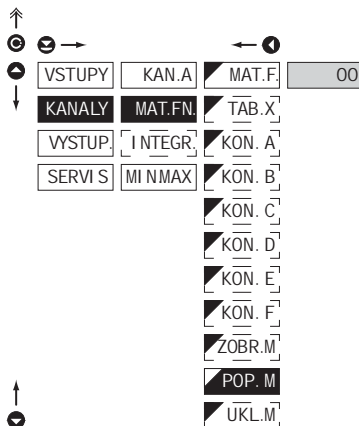 VSTUPY KAN.A MAT.F. 00
KANALY MAT.FN. TAB.X
VYSTUP. INTEGR. KON. A
SERVIS MINMAX KON. B
KON. C
KON. D
KON. E
KON. F
ZOBR.M
POP. M
UKL.M